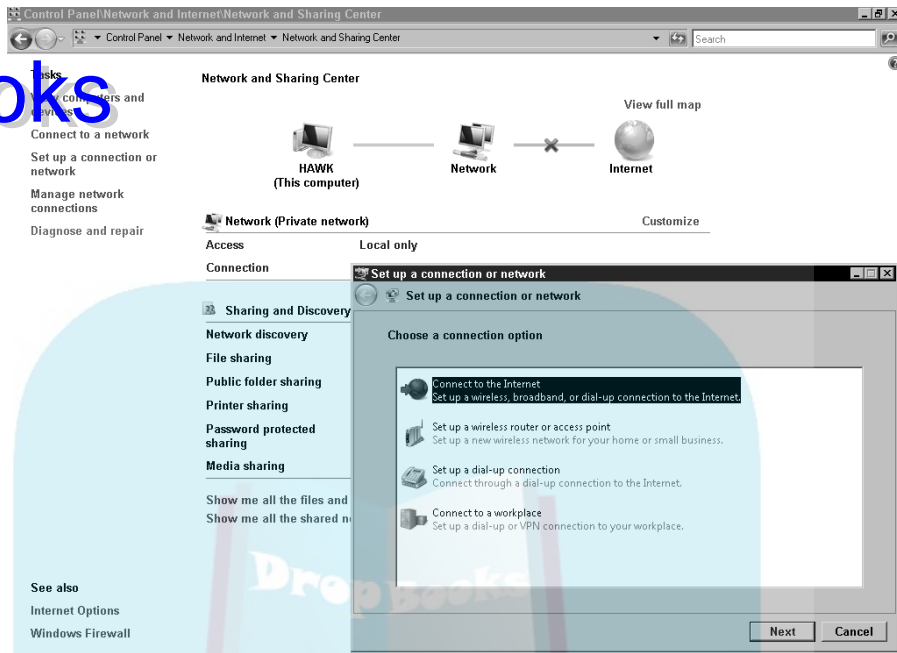 Control Panel\Network and Internet\Network and Sharing Center
Control Panel Network and Internet Network and Sharing Center
Search
oks
Tasks
computers and
devices
Connect to a network
Set up a connection or
network
Manage network
connections
Diagnose and repair
Network and Sharing Center
View full map
HAWK
(This computer)
Network
Internet
Network (Private network)
Customize
Access
Local only
Connection
Sharing and Discovery
Network discovery
File sharing
Public folder sharing
Printer sharing
Password protected
sharing
Media sharing
Show me all the files and
Show me all the shared n
See also
Internet Options
Windows Firewall
Set up a connection or network
Set up a connection or network
Choose a connection option
Connect to the Internet
Set up a wireless, broadband, or dial-up connection to the Internet.
Set up a wireless router or access point
Set up a new wireless network for your home or small business.
Set up a dial-up connection
Connect through a dial-up connection to the Internet.
Connect to a workplace
Set up a dial-up or VPN connection to your workplace.
Next
Cancel
DropBooks